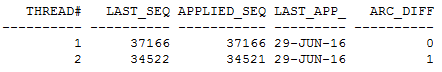 THREAD# LAST_SEQ APPLIED_SEQ LAST_APP_ ARC_DIFF
---------- ---------- ----------- --------- ----------
1 37166 37166 29-JUN-16 0
2 34522 34521 29-JUN-16 1